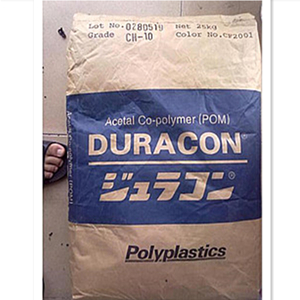 Lot No. 0280519 Net 25kg
Grade CH-10 Color No. CF2001
Acetal Co-polymer (POM)
DURACON®
ジュラコン®
Polyplastics